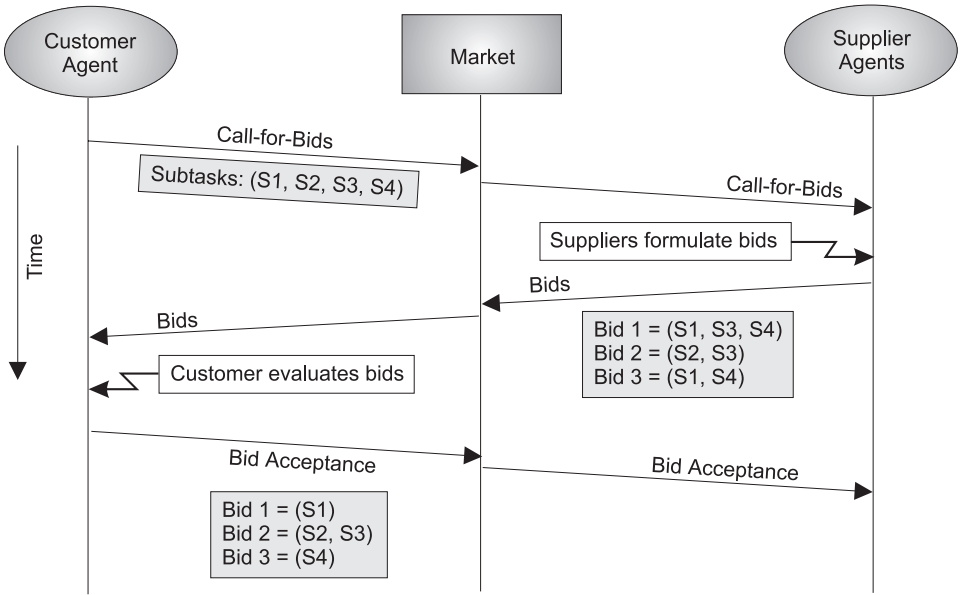 Customer
Agent
Market
Supplier
Agents
Call-for-Bids
Subtasks: (S1, S2, S3, S4)
Call-for-Bids
Time
Suppliers formulate bids
Bids
Bids
Bid 1 = (S1, S3, S4)
Bid 2 = (S2, S3)
Bid 3 = (S1, S4)
Customer evaluates bids
Bid Acceptance
Bid Acceptance
Bid 1 = (S1)
Bid 2 = (S2, S3)
Bid 3 = (S4)